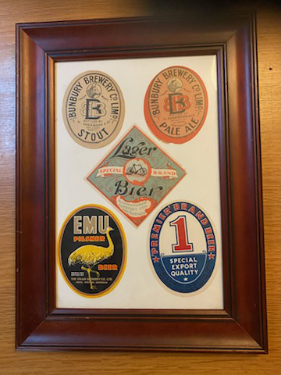 BUNBURY BREWERY CO LIMD
B
STOUT
BUNBURY BREWERY CO LIMD
B
PALE ALE
Lager
SPECIAL BRAND
Bier
EMU
PILSNER
BEER
PREMIER BRAND BEER
1
SPECIAL
EXPORT
QUALITY